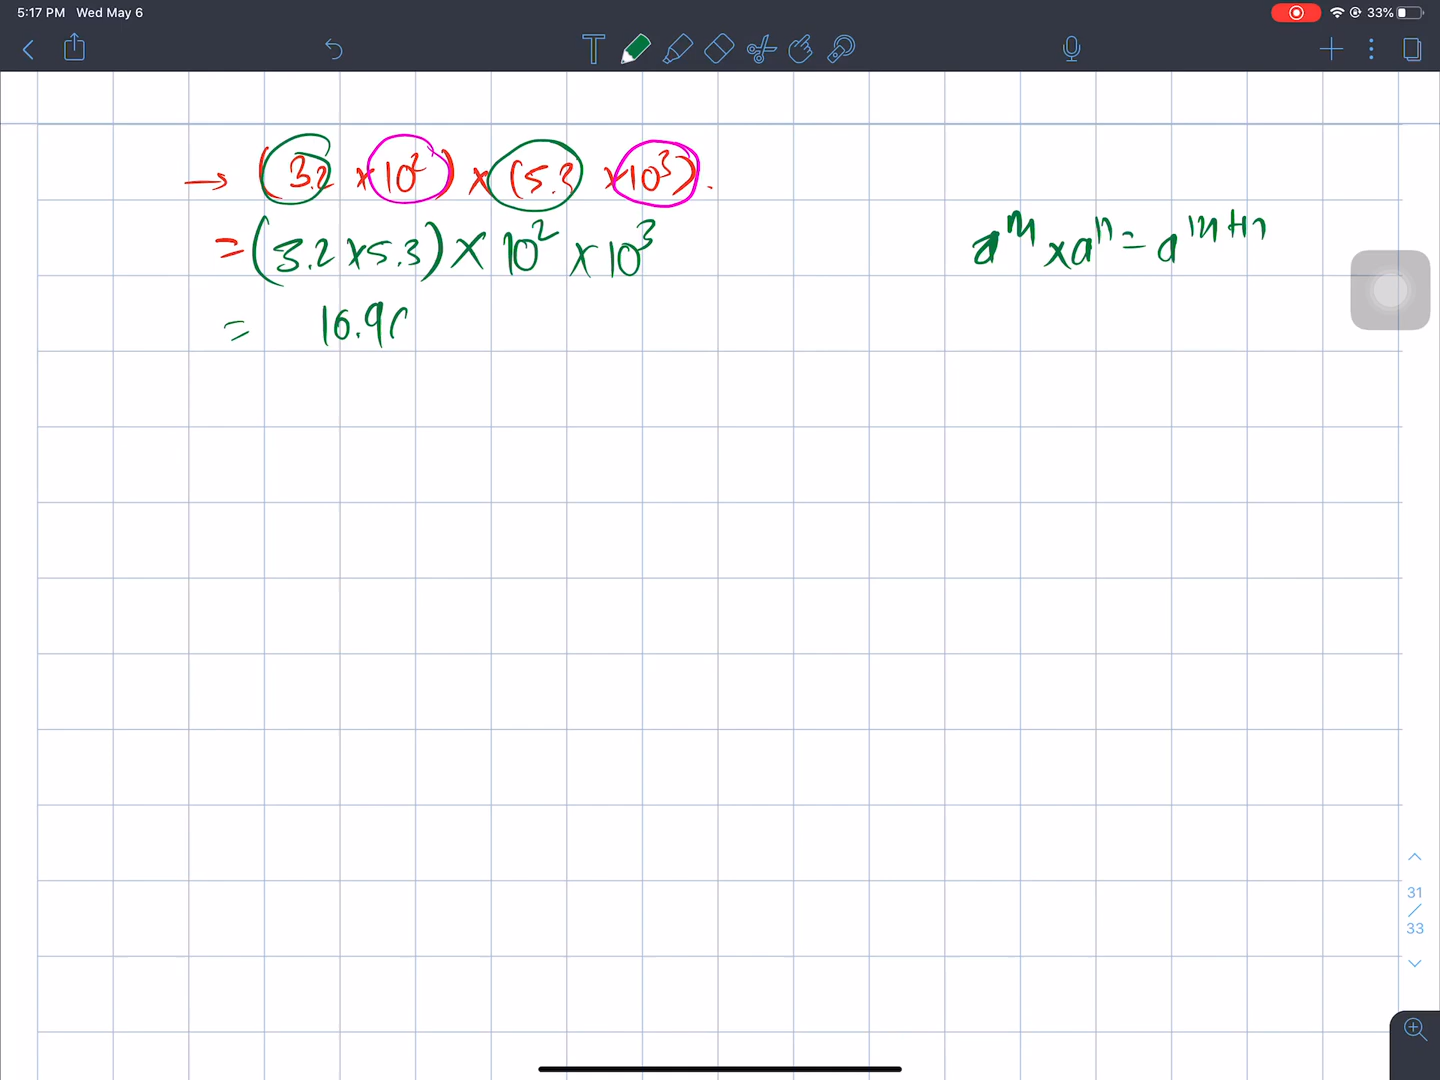 5:17 PM Wed May 6
33%
T
→ (3.2 × 10²) × (5.3 × 10³).
= (3.2 × 5.3) × 10² × 10³
aᵐ × aⁿ = aᵐ⁺ⁿ
= 16.9
31
/
33